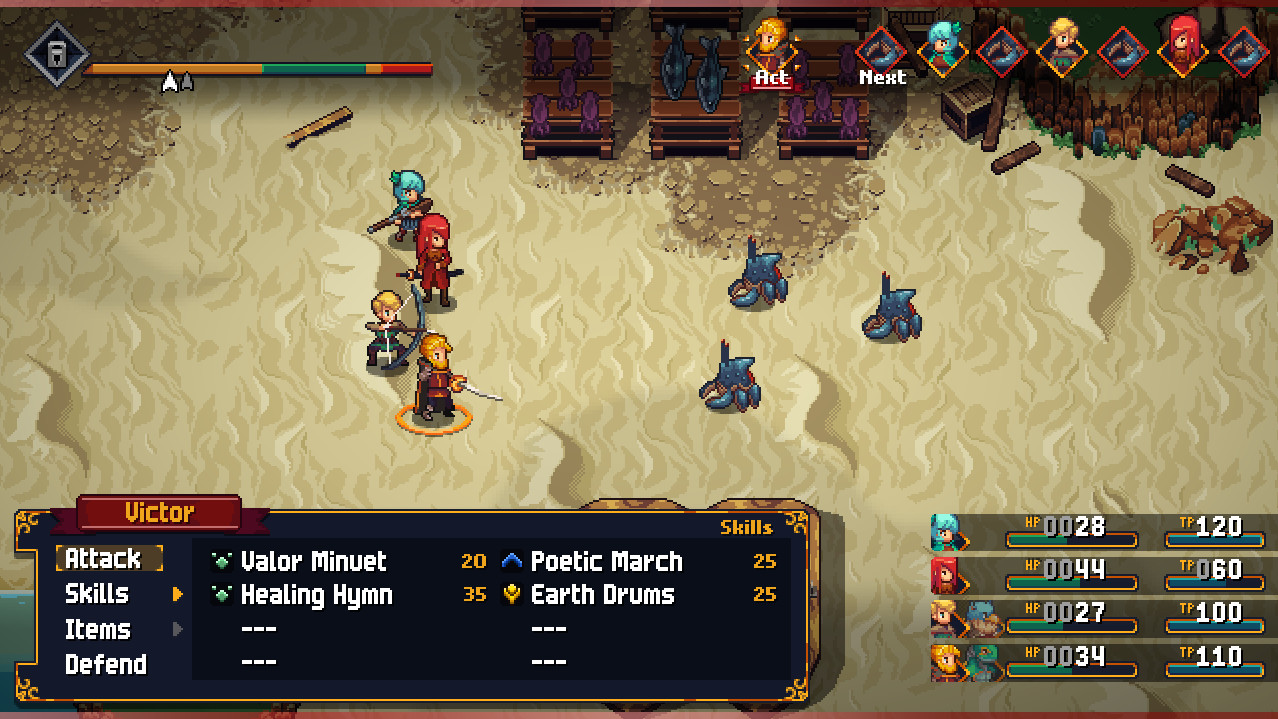 Act
Next
Victor
Skills
Attack
Skills
Items
Defend
Valor Minuet 20 Poetic March 25
Healing Hymn 35 Earth Drums 25
--- ---
--- ---
HP 0028 TP 120
HP 0044 TP 060
HP 0027 TP 100
HP 0034 TP 110